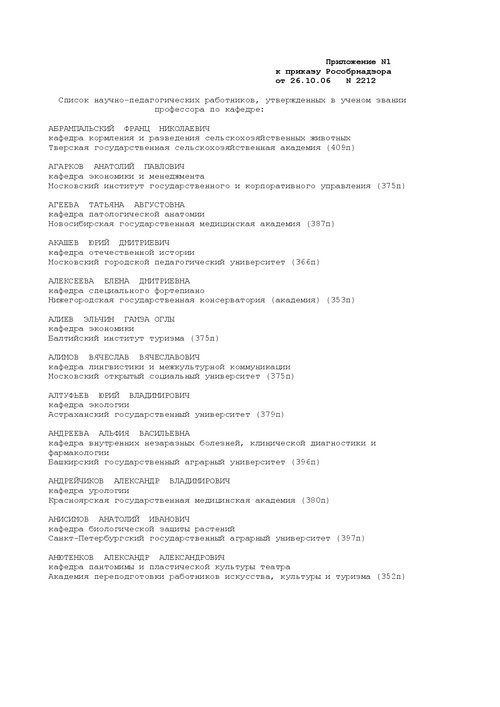 Приложение N1
к приказу Рособрнадзора
от 26.10.06 N 2212
Список научно-педагогических работников, утвержденных в ученом звании
профессора по кафедре:
АБРАМПАЛЬСКИЙ ФРАНЦ НИКОЛАЕВИЧ
кафедра кормления и разведения сельскохозяйственных животных
Тверская государственная сельскохозяйственная академия (409п)
АГАРКОВ АНАТОЛИЙ ПАВЛОВИЧ
кафедра экономики и менеджмента
Московский институт государственного и корпоративного управления (375п)
АГЕЕВА ТАТЬЯНА АВГУСТОВНА
кафедра патологической анатомии
Новосибирская государственная медицинская академия (387п)
АКАШЕВ ЮРИЙ ДМИТРИЕВИЧ
кафедра отечественной истории
Московский городской педагогический университет (366п)
АЛЕКСЕЕВА ЕЛЕНА ДМИТРИЕВНА
кафедра специального фортепиано
Нижегородская государственная консерватория (академия) (353п)
АЛИЕВ ЭЛЬЧИН ГАМЗА ОГЛЫ
кафедра экономики
Балтийский институт туризма (375п)
АЛИМОВ ВЯЧЕСЛАВ ВЯЧЕСЛАВОВИЧ
кафедра лингвистики и межкультурной коммуникации
Московский открытый социальный университет (375п)
АЛТУФЬЕВ ЮРИЙ ВЛАДИМИРОВИЧ
кафедра экологии
Астраханский государственный университет (379п)
АНДРЕЕВА АЛЬФИЯ ВАСИЛЬЕВНА
кафедра внутренних незаразных болезней, клинической диагностики и
фармакологии
Башкирский государственный аграрный университет (396п)
АНДРЕЙЧИКОВ АЛЕКСАНДР ВЛАДИМИРОВИЧ
кафедра урологии
Красноярская государственная медицинская академия (380п)
АНИСИМОВ АНАТОЛИЙ ИВАНОВИЧ
кафедра биологической защиты растений
Санкт-Петербургский государственный аграрный университет (397п)
АНЮТЕНКОВ АЛЕКСАНДР АЛЕКСАНДРОВИЧ
кафедра пантомимы и пластической культуры театра
Академия переподготовки работников искусства, культуры и туризма (352п)